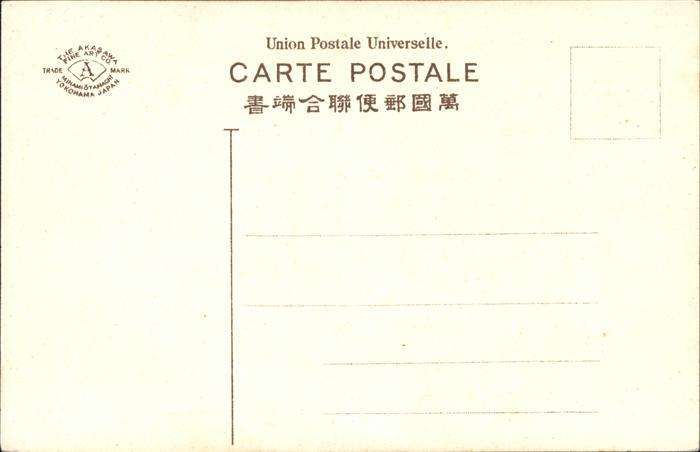 THE AKASAWA
FINE ART CO
TRADE A MARK
YOKOHAMA JAPAN
Union Postale Universelle.
CARTE POSTALE
書端合聯便郵國萬